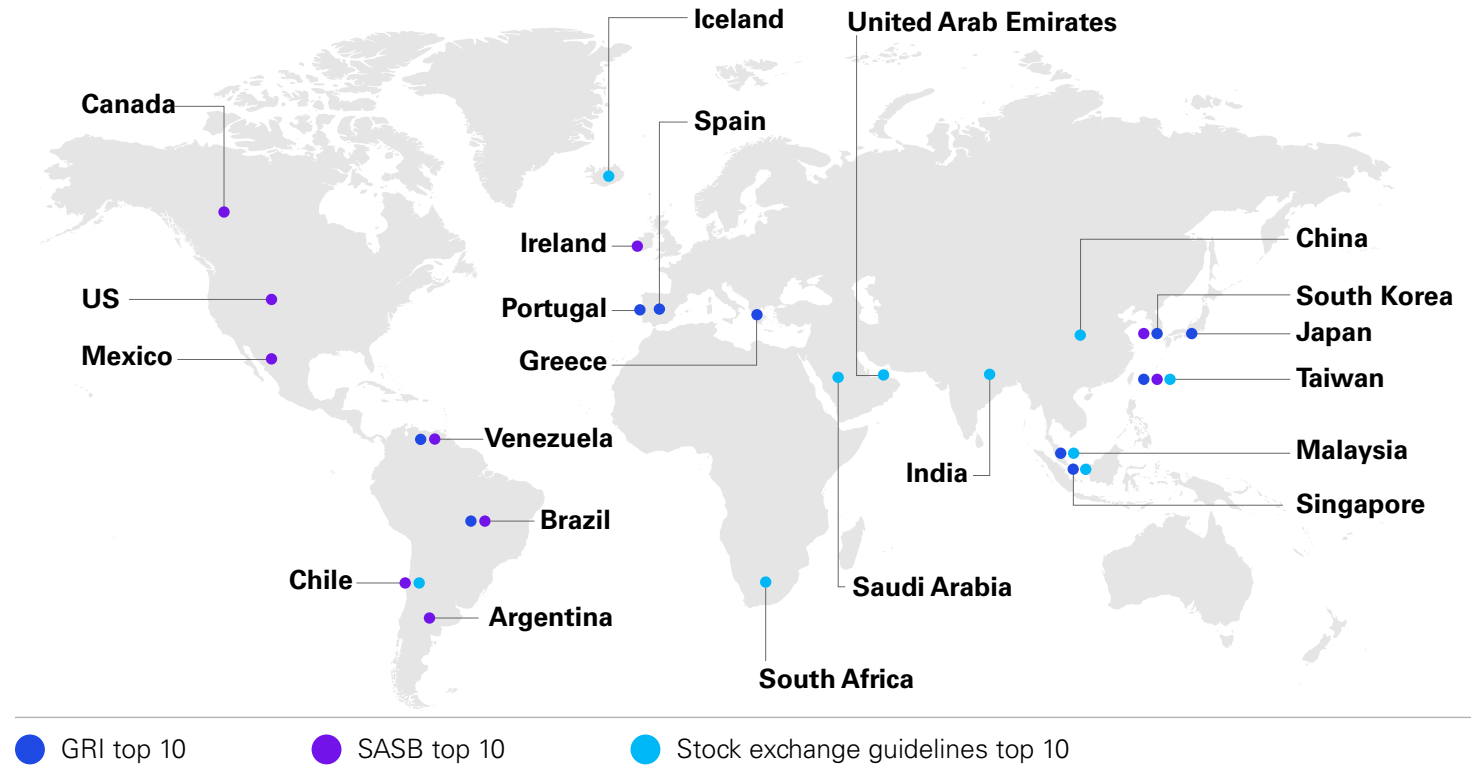 Iceland
United Arab Emirates
Canada
Spain
Ireland
China
US
Portugal
South Korea
Japan
Mexico
Greece
Taiwan
Venezuela
India
Malaysia
Singapore
Brazil
Chile
Saudi Arabia
Argentina
South Africa
GRI top 10
SASB top 10
Stock exchange guidelines top 10